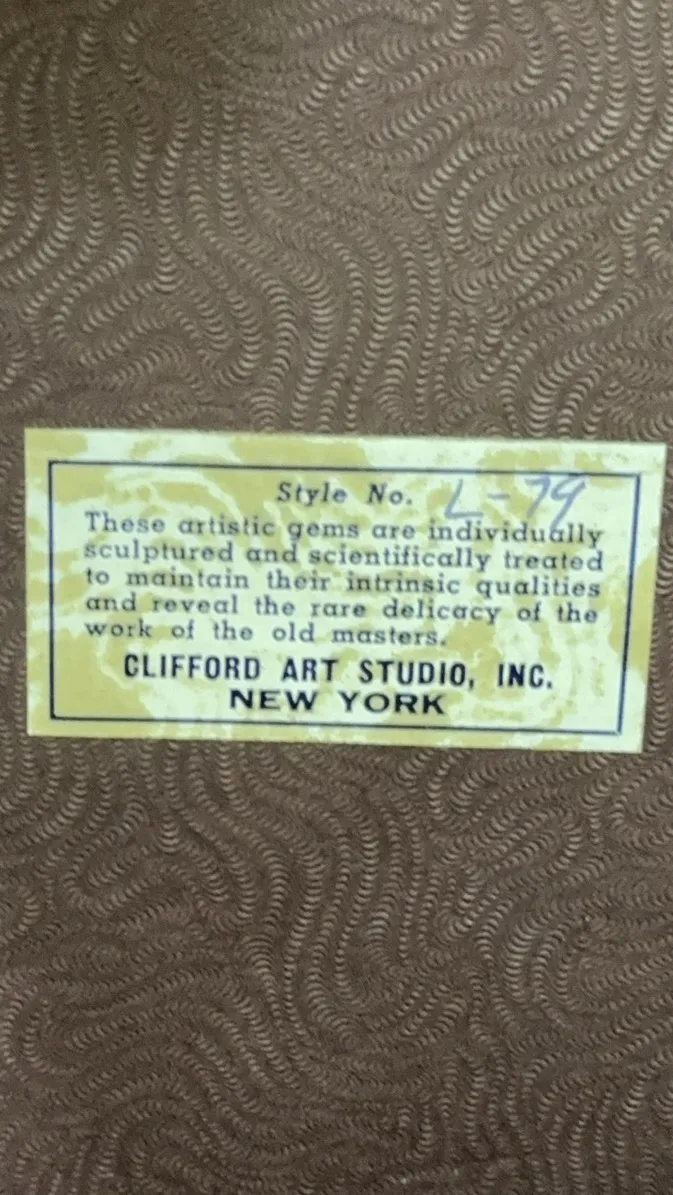 Style No. L-79
These artistic gems are individually
sculptured and scientifically treated
to maintain their intrinsic qualities
and reveal the rare delicacy of the
work of the old masters.
CLIFFORD ART STUDIO, INC.
NEW YORK